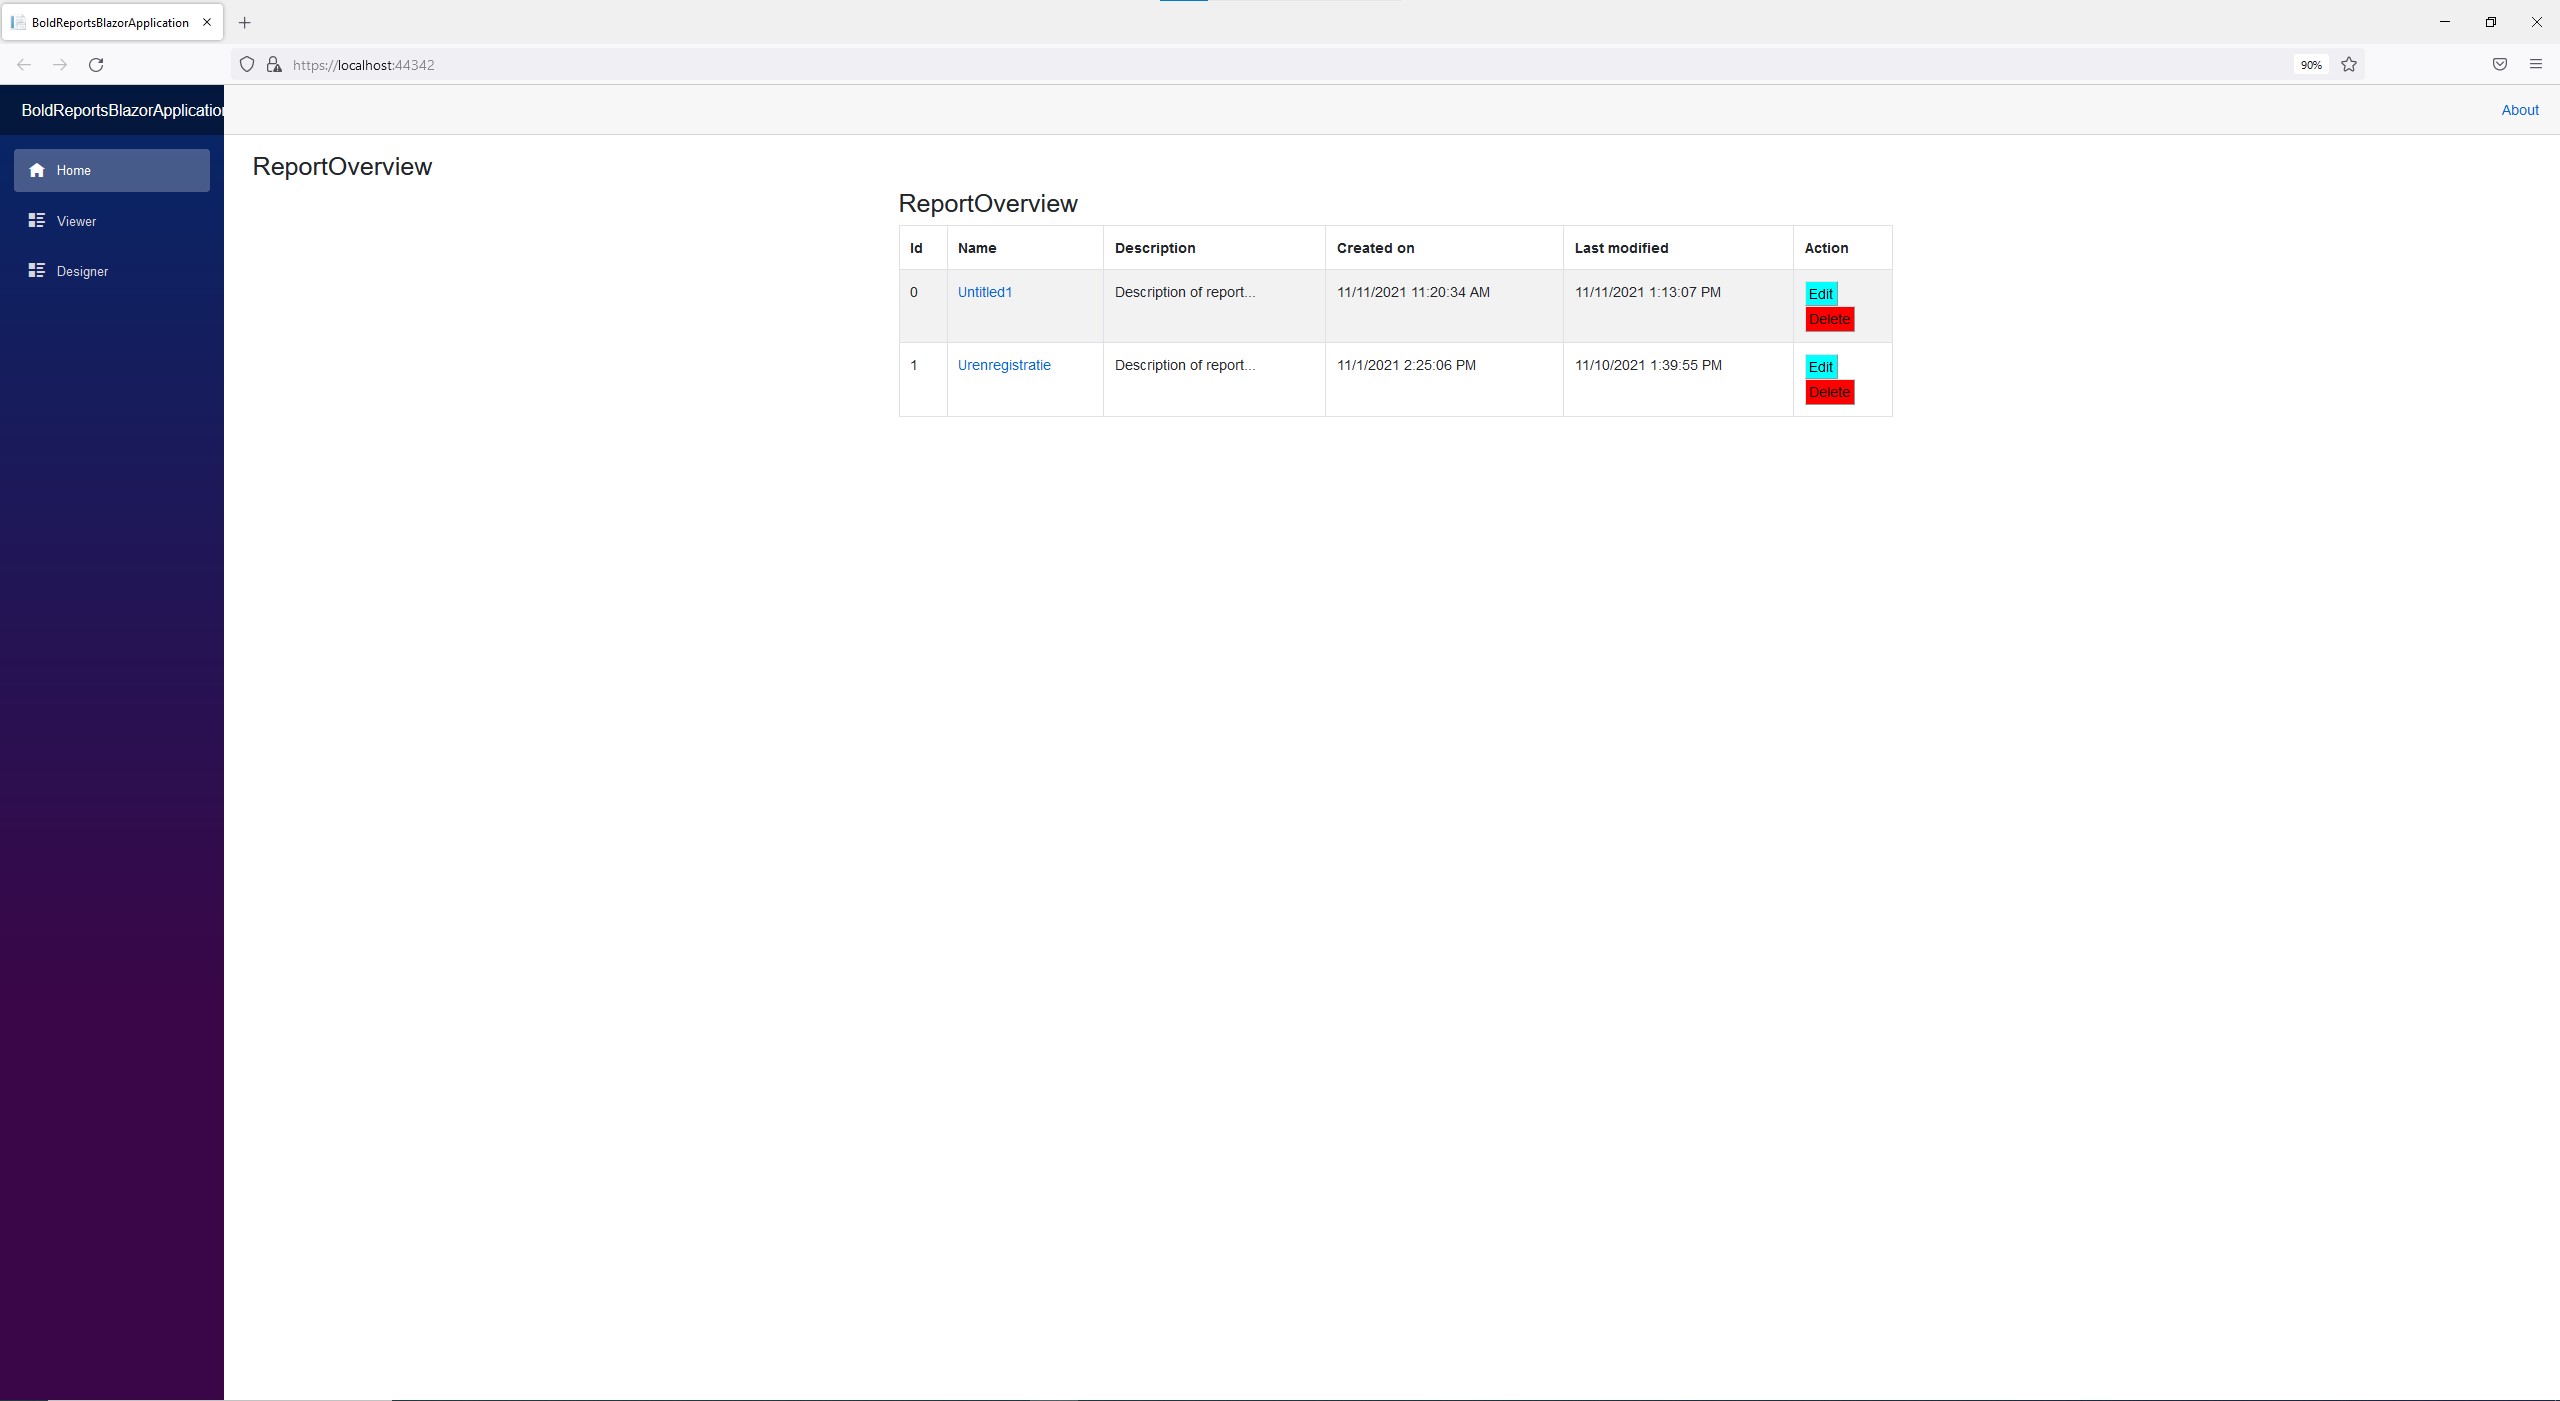 BoldReportsBlazorApplication
https://localhost:44342
90%
BoldReportsBlazorApplication
About
Home
Viewer
Designer
ReportOverview
ReportOverview
Id Name Description Created on Last modified Action
0 Untitled1 Description of report... 11/11/2021 11:20:34 AM 11/11/2021 1:13:07 PM Edit
Delete
1 Urenregistratie Description of report... 11/1/2021 2:25:06 PM 11/10/2021 1:39:55 PM Edit
Delete